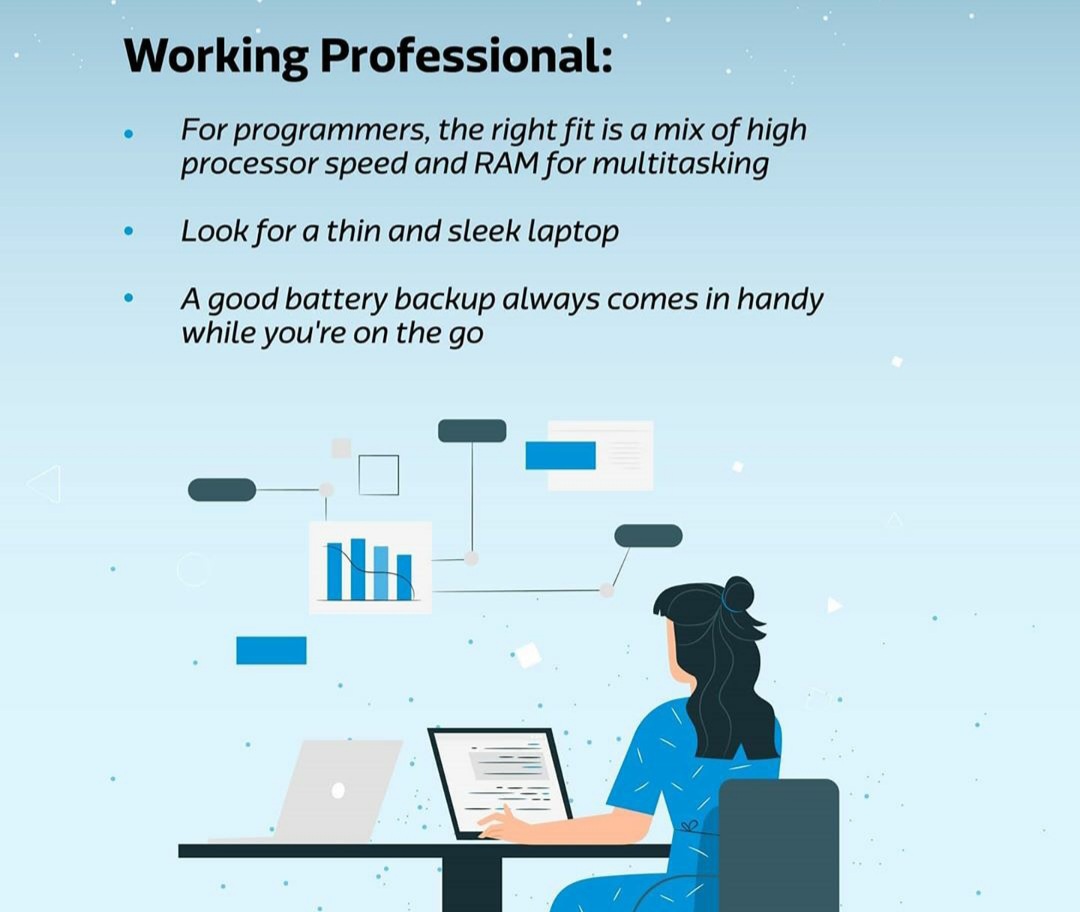 Working Professional:
For programmers, the right fit is a mix of high
processor speed and RAM for multitasking
Look for a thin and sleek laptop
A good battery backup always comes in handy
while you're on the go